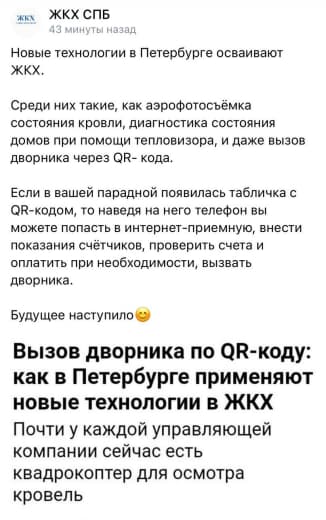 ЖКХ
ЖКХ СПБ
43 минуты назад
Новые технологии в Петербурге осваивают
ЖКХ.
Среди них такие, как аэрофотосъёмка
состояния кровли, диагностика состояния
домов при помощи тепловизора, и даже вызов
дворника через QR- кода.
Если в вашей парадной появилась табличка с
QR-кодом, то наведя на него телефон вы
можете попасть в интернет-приемную, внести
показания счётчиков, проверить счета и
оплатить при необходимости, вызвать
дворника.
Будущее наступило😊
Вызов дворника по QR-коду:
как в Петербурге применяют
новые технологии в ЖКХ
Почти у каждой управляющей
компании сейчас есть
квадрокоптер для осмотра
кровель